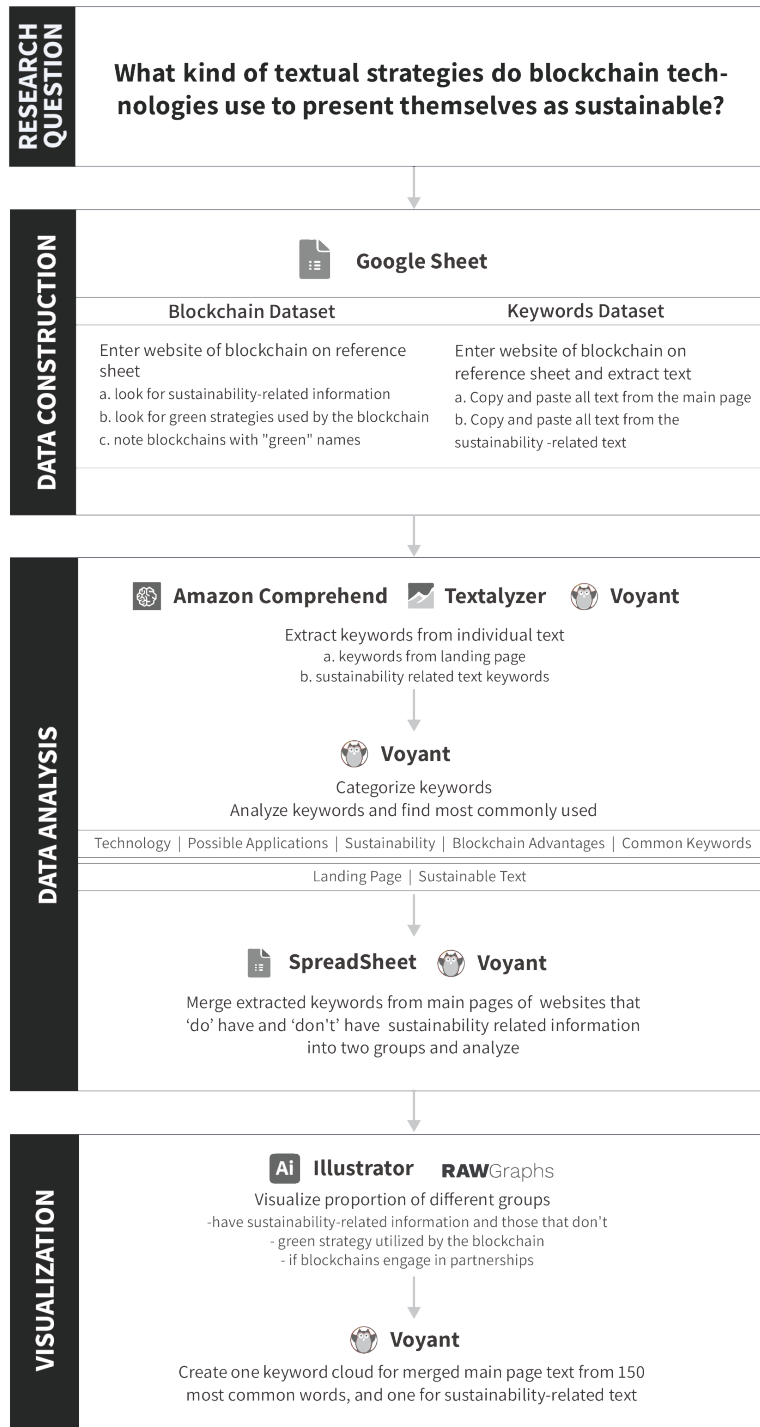 RESEARCH
QUESTION
What kind of textual strategies do blockchain tech-
nologies use to present themselves as sustainable?
DATA CONSTRUCTION
Google Sheet
Blockchain Dataset
Enter website of blockchain on reference
sheet
a. look for sustainability-related information
b. look for green strategies used by the blockchain
c. note blockchains with "green" names
Keywords Dataset
Enter website of blockchain on
reference sheet and extract text
a. Copy and paste all text from the main page
b. Copy and paste all text from the
sustainability -related text
DATA ANALYSIS
Amazon Comprehend Textalyzer Voyant
Extract keywords from individual text
a. keywords from landing page
b. sustainability related text keywords
Voyant
Categorize keywords
Analyze keywords and find most commonly used
Technology | Possible Applications | Sustainability | Blockchain Advantages | Common Keywords
Landing Page | Sustainable Text
SpreadSheet Voyant
Merge extracted keywords from main pages of websites that
‘do’ have and ‘don't’ have sustainability related information
into two groups and analyze
VISUALIZATION
Ai Illustrator RAWGraphs
Visualize proportion of different groups
-have sustainability-related information and those that don't
- green strategy utilized by the blockchain
- if blockchains engage in partnerships
Voyant
Create one keyword cloud for merged main page text from 150
most common words, and one for sustainability-related text